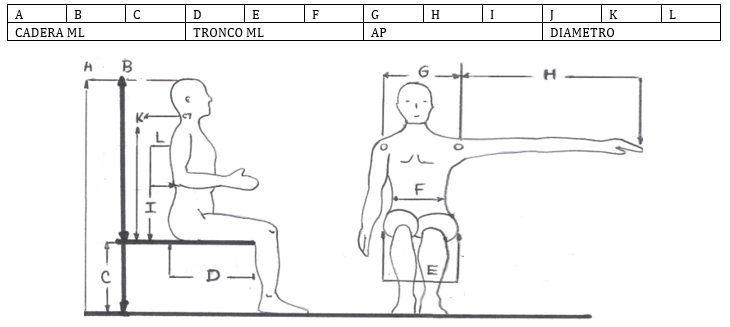 A B C D E F G H I J K L
CADERA ML TRONCO ML AP DIAMETRO
A B G H
K
L
F
I
C D E